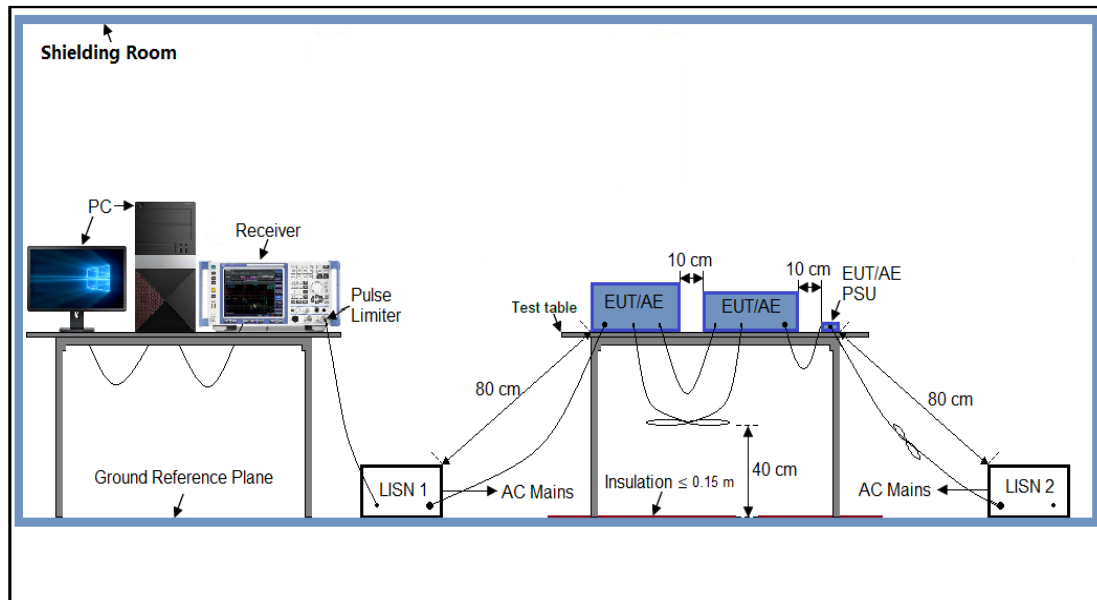 Shielding Room
PC
Receiver
Pulse
Limiter
10 cm
10 cm
EUT/AE
PSU
EUT/AE
EUT/AE
Test table
80 cm
80 cm
40 cm
Ground Reference Plane
LISN 1
AC Mains
Insulation ≤ 0.15 m
AC Mains
LISN 2